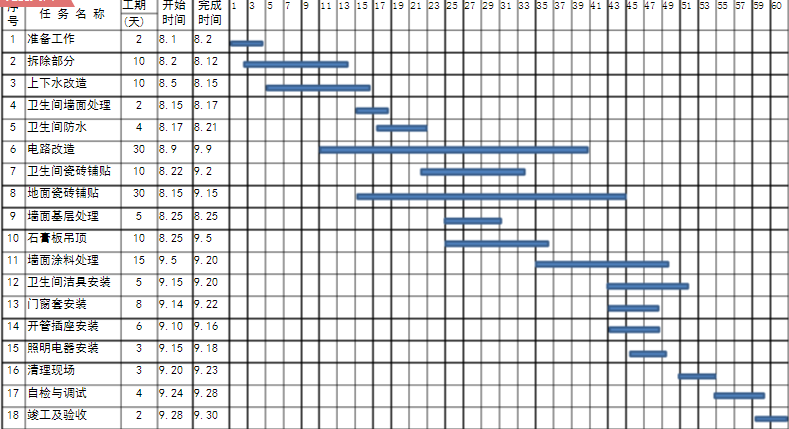 序号 任务名称 工期(天) 开始时间 完成时间 1 3 5 7 9 11 13 15 17 19 21 23 25 27 29 31 33 35 37 39 41 43 45 47 49 51 53 55 57 59 60
1 准备工作 2 8.1 8.2
2 拆除部分 10 8.2 8.12
3 上下水改造 10 8.5 8.15
4 卫生间墙面处理 2 8.15 8.17
5 卫生间防水 4 8.17 8.21
6 电路改造 30 8.9 9.9
7 卫生间瓷砖铺贴 10 8.22 9.2
8 地面瓷砖铺贴 30 8.15 9.15
9 墙面基层处理 5 8.25 8.25
10 石膏板吊顶 10 8.25 9.5
11 墙面涂料处理 15 9.5 9.20
12 卫生间洁具安装 5 9.15 9.20
13 门窗套安装 8 9.14 9.22
14 开管插座安装 6 9.10 9.16
15 照明电器安装 3 9.15 9.18
16 清理现场 3 9.20 9.23
17 自检与调试 4 9.24 9.28
18 竣工及验收 2 9.28 9.30